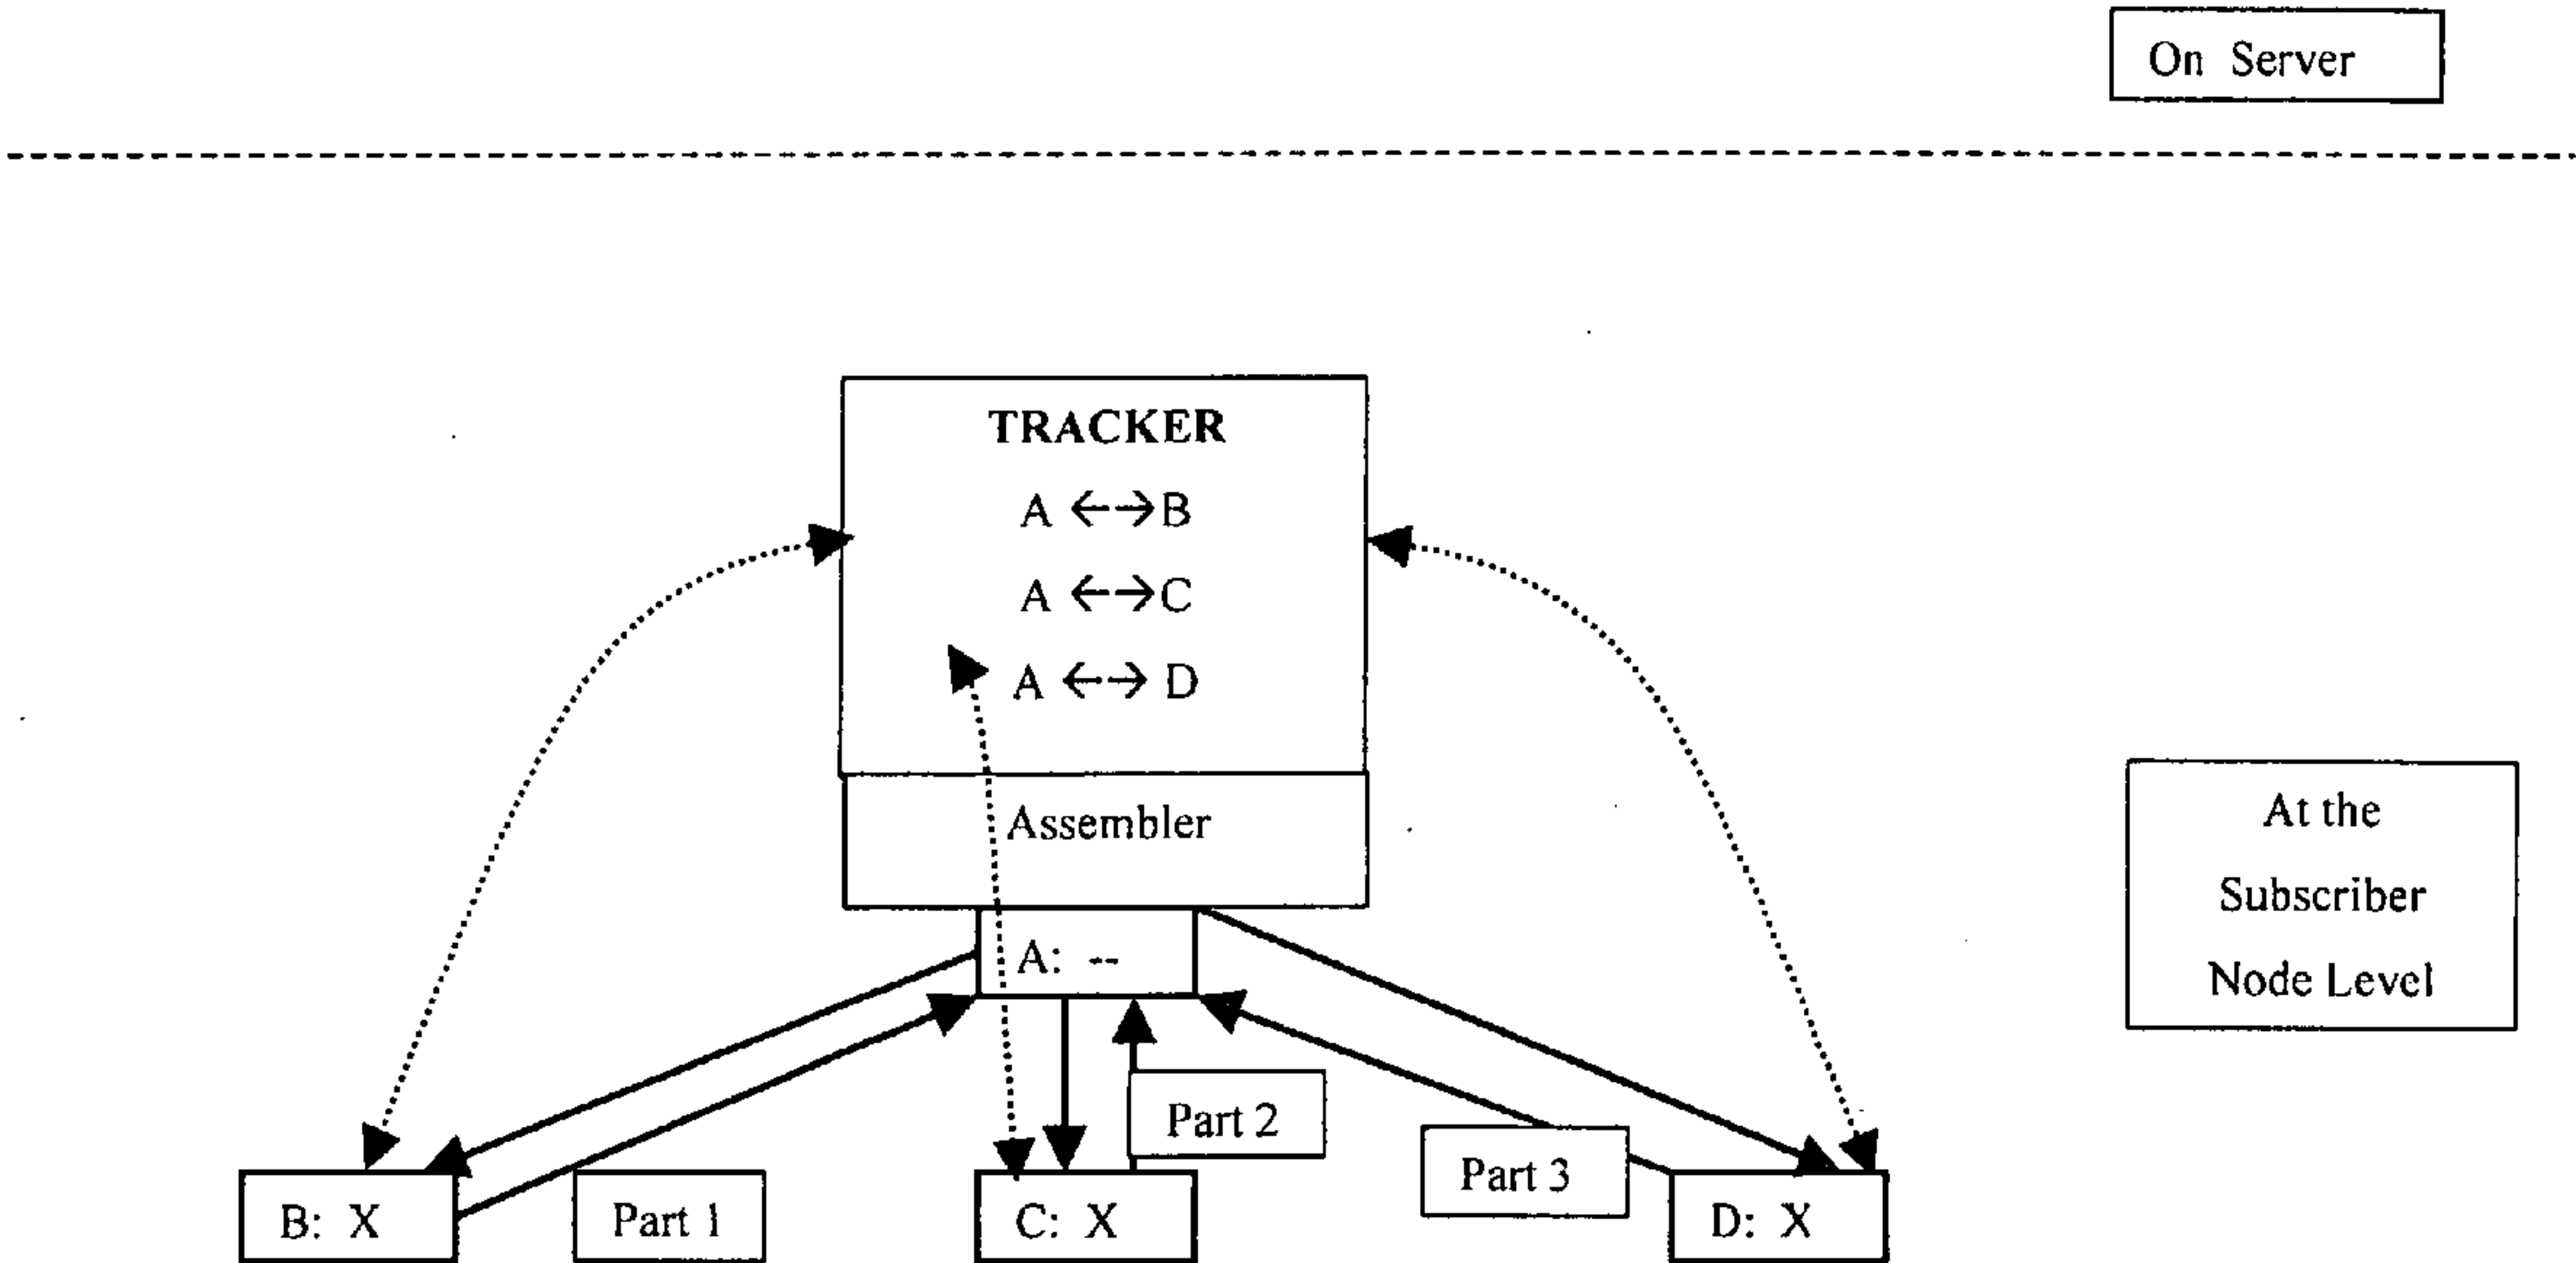 On Server
TRACKER
A <--> B
A <--> C
A <--> D
Assembler
At the
Subscriber
Node Level
A: --
Part 2
Part 3
B: X
Part 1
C: X
D: X